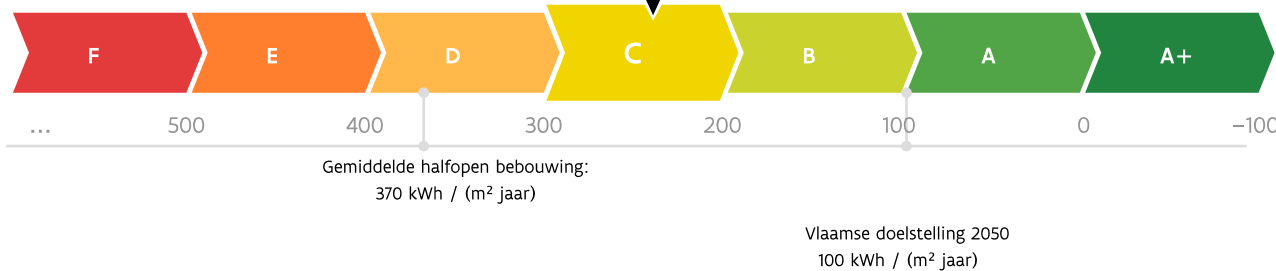 F E D C B A A+
... 500 400 300 200 100 0 −100
Gemiddelde halfopen bebouwing:
370 kWh / (m² jaar)
Vlaamse doelstelling 2050
100 kWh / (m² jaar)